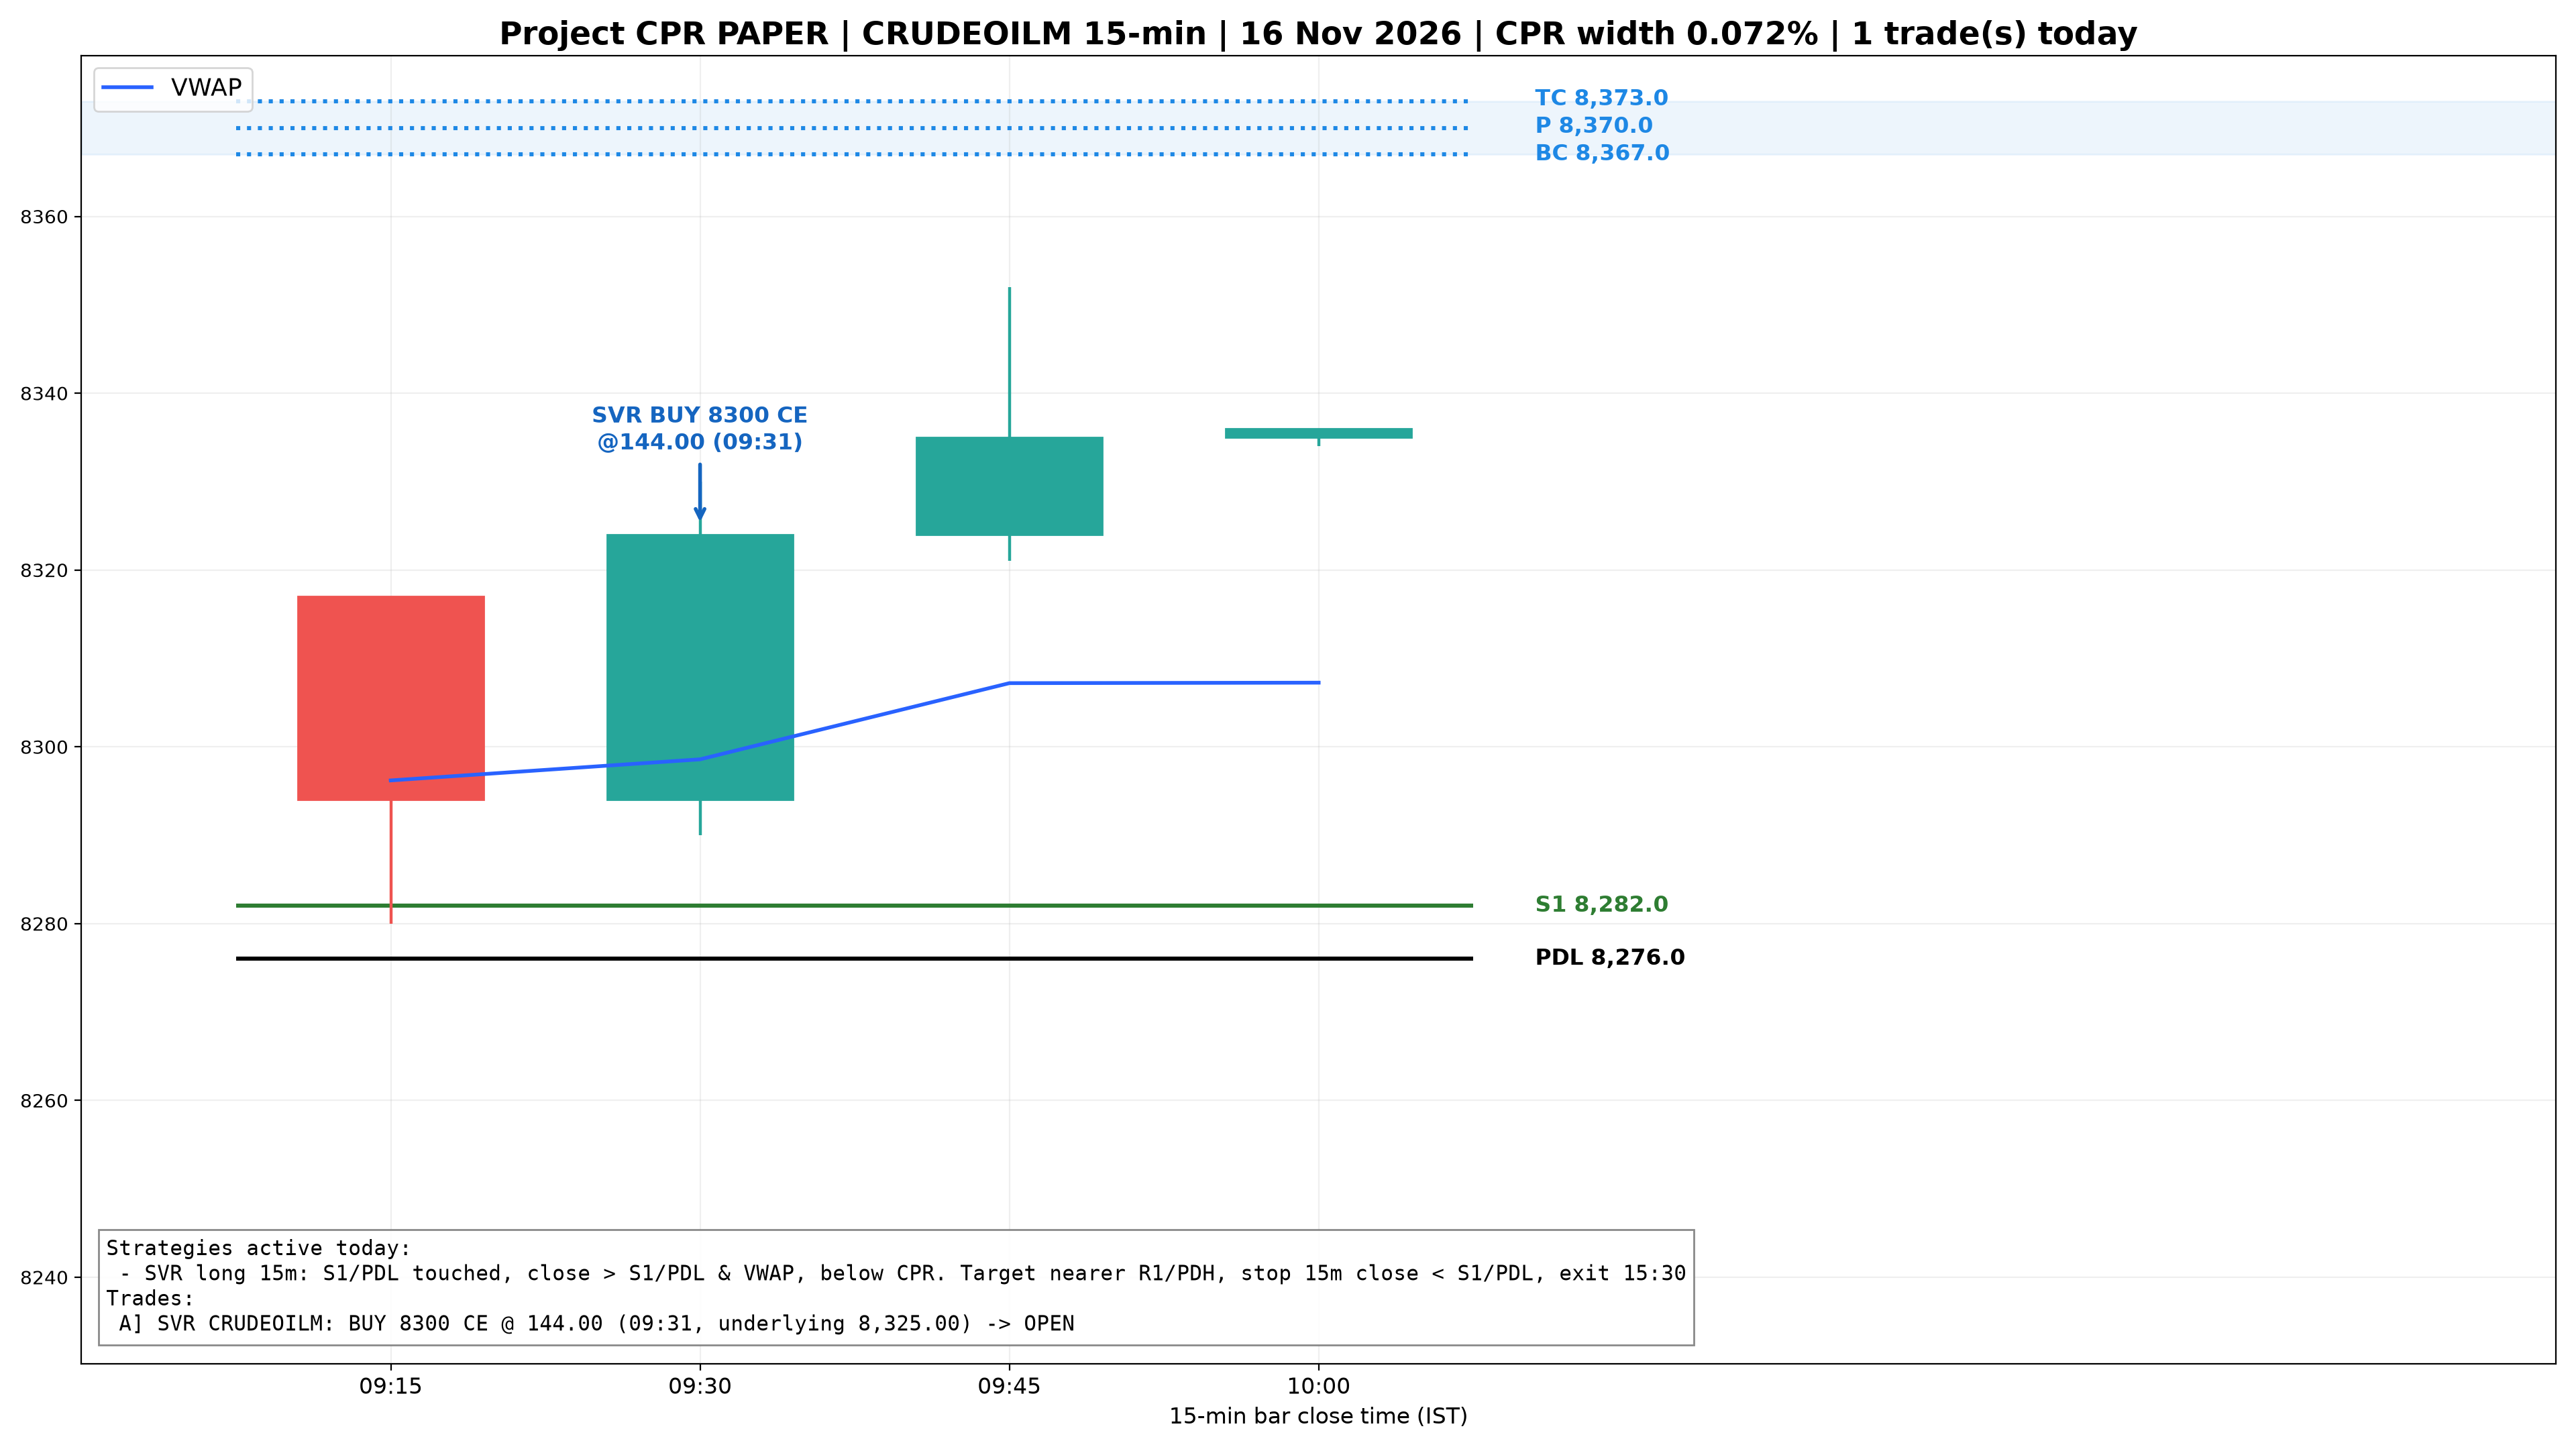 Project CPR PAPER | CRUDEOILM 15-min | 16 Nov 2026 | CPR width 0.072% | 1 trade(s) today
VWAP
TC 8,373.0
P 8,370.0
BC 8,367.0
8360
8340
SVR BUY 8300 CE
@144.00 (09:31)
8320
8300
S1 8,282.0
8280
PDL 8,276.0
8260
8240
Strategies active today:
- SVR long 15m: S1/PDL touched, close > S1/PDL & VWAP, below CPR. Target nearer R1/PDH, stop 15m close < S1/PDL, exit 15:30
Trades:
A] SVR CRUDEOILM: BUY 8300 CE @ 144.00 (09:31, underlying 8,325.00) -> OPEN
09:15 09:30 09:45 10:00
15-min bar close time (IST)